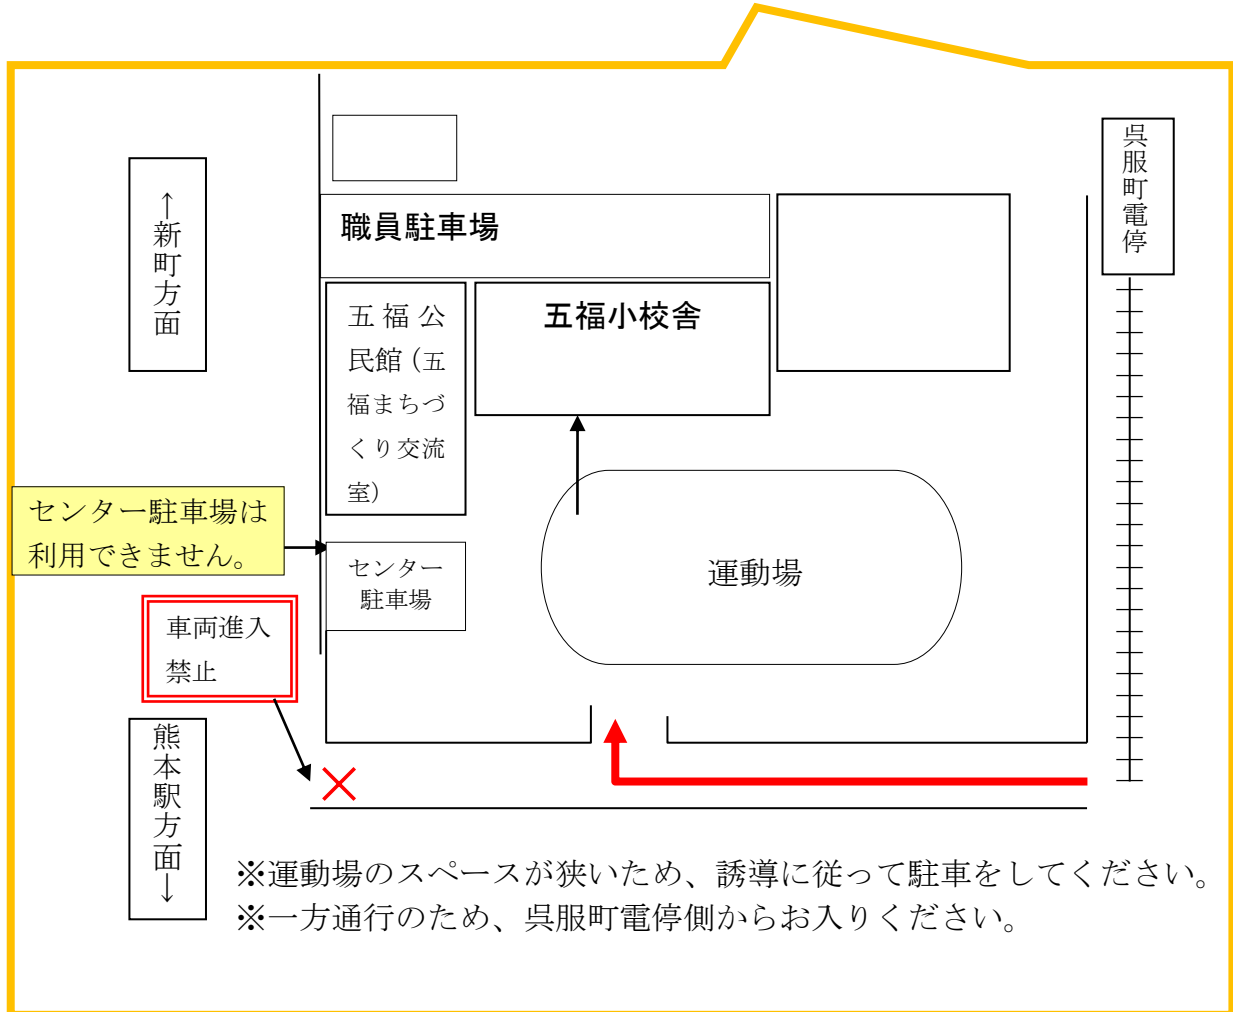 呉服町電停
↑新町方面
職員駐車場
五福公
民館（五
福まちづ
くり交流
室）
五福小校舎
センター駐車場は
利用できません。
センター
駐車場
運動場
車両進入
禁止
熊本駅方面↓
※運動場のスペースが狭いため、誘導に従って駐車をしてください。
※一方通行のため、呉服町電停側からお入りください。